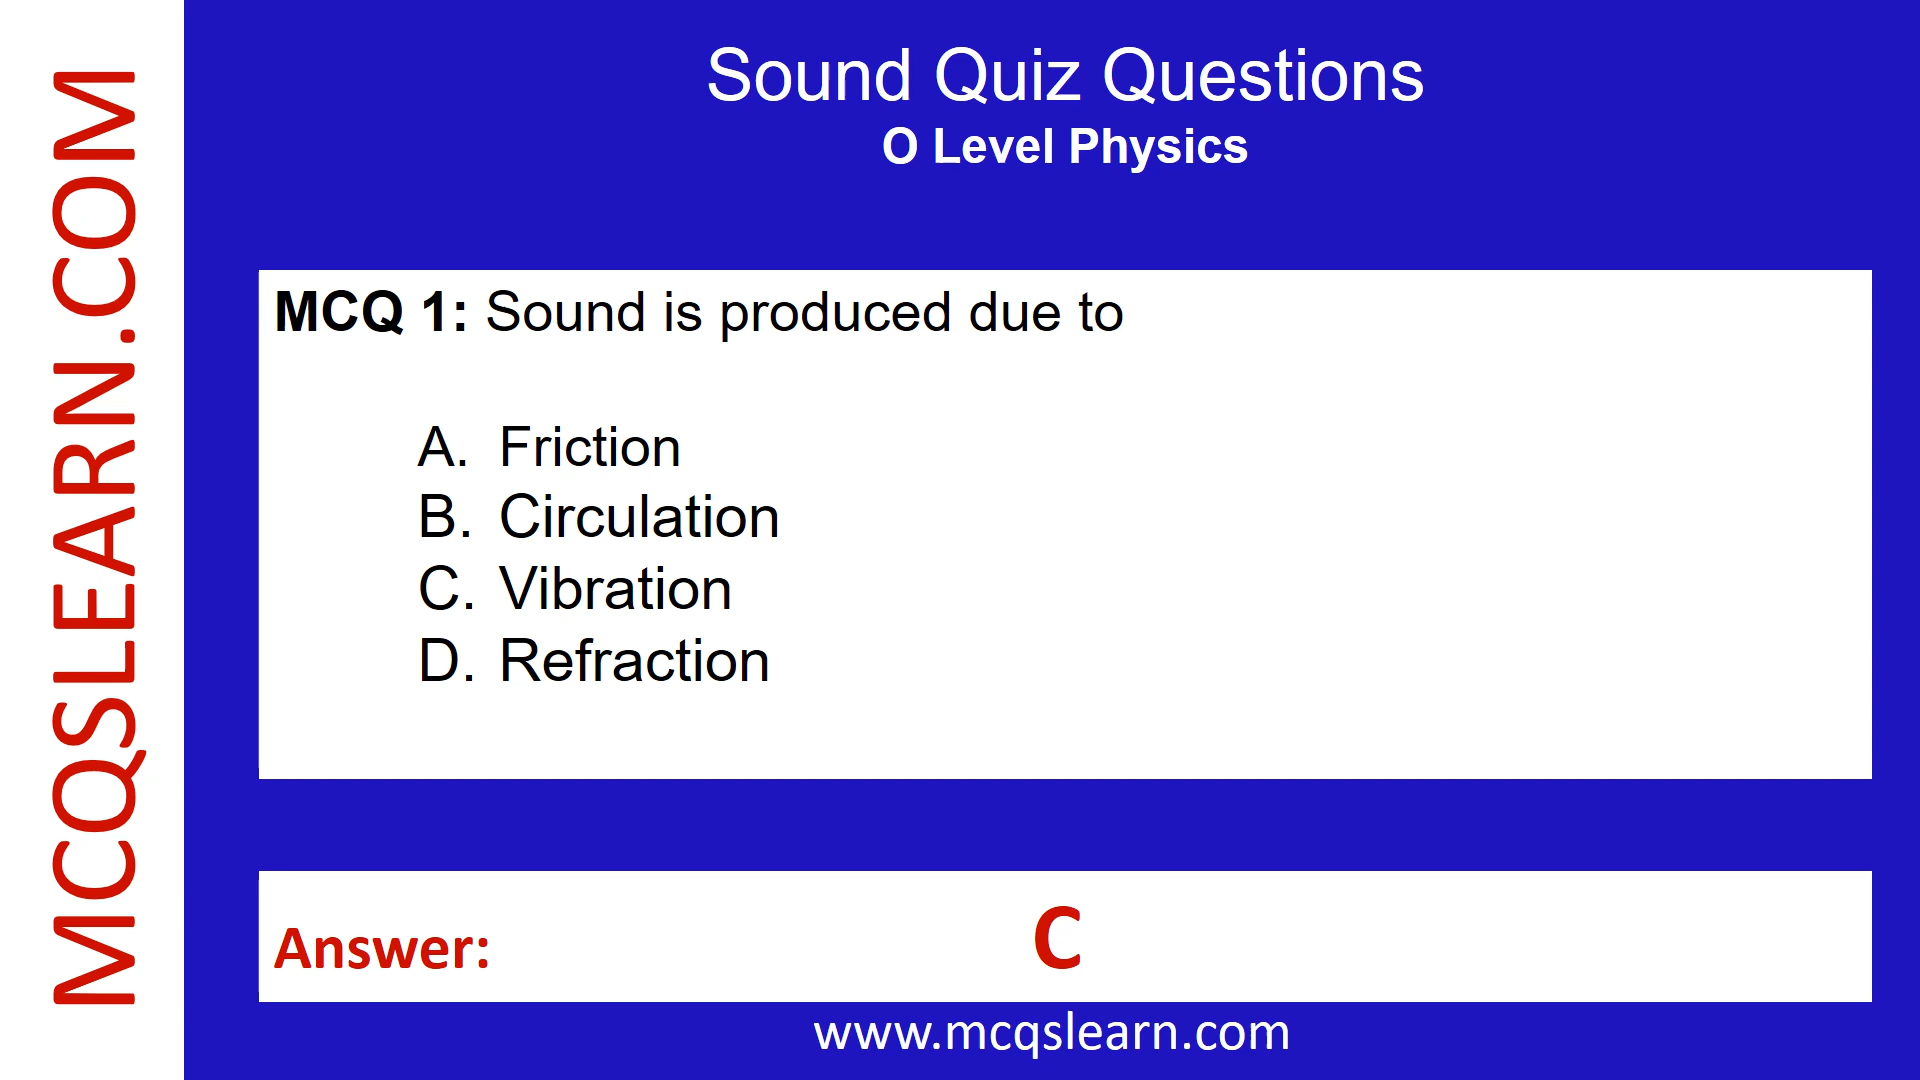 MCQSLEARN.COM
Sound Quiz Questions
O Level Physics
MCQ 1: Sound is produced due to
A. Friction
B. Circulation
C. Vibration
D. Refraction
Answer: C
www.mcqslearn.com